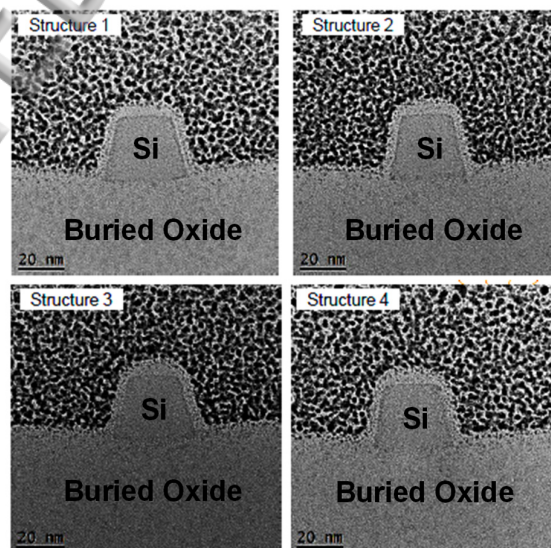 Structure 1
Si
Buried Oxide
20 nm
Structure 2
Si
Buried Oxide
20 nm
Structure 3
Si
Buried Oxide
20 nm
Structure 4
Si
Buried Oxide
20 nm